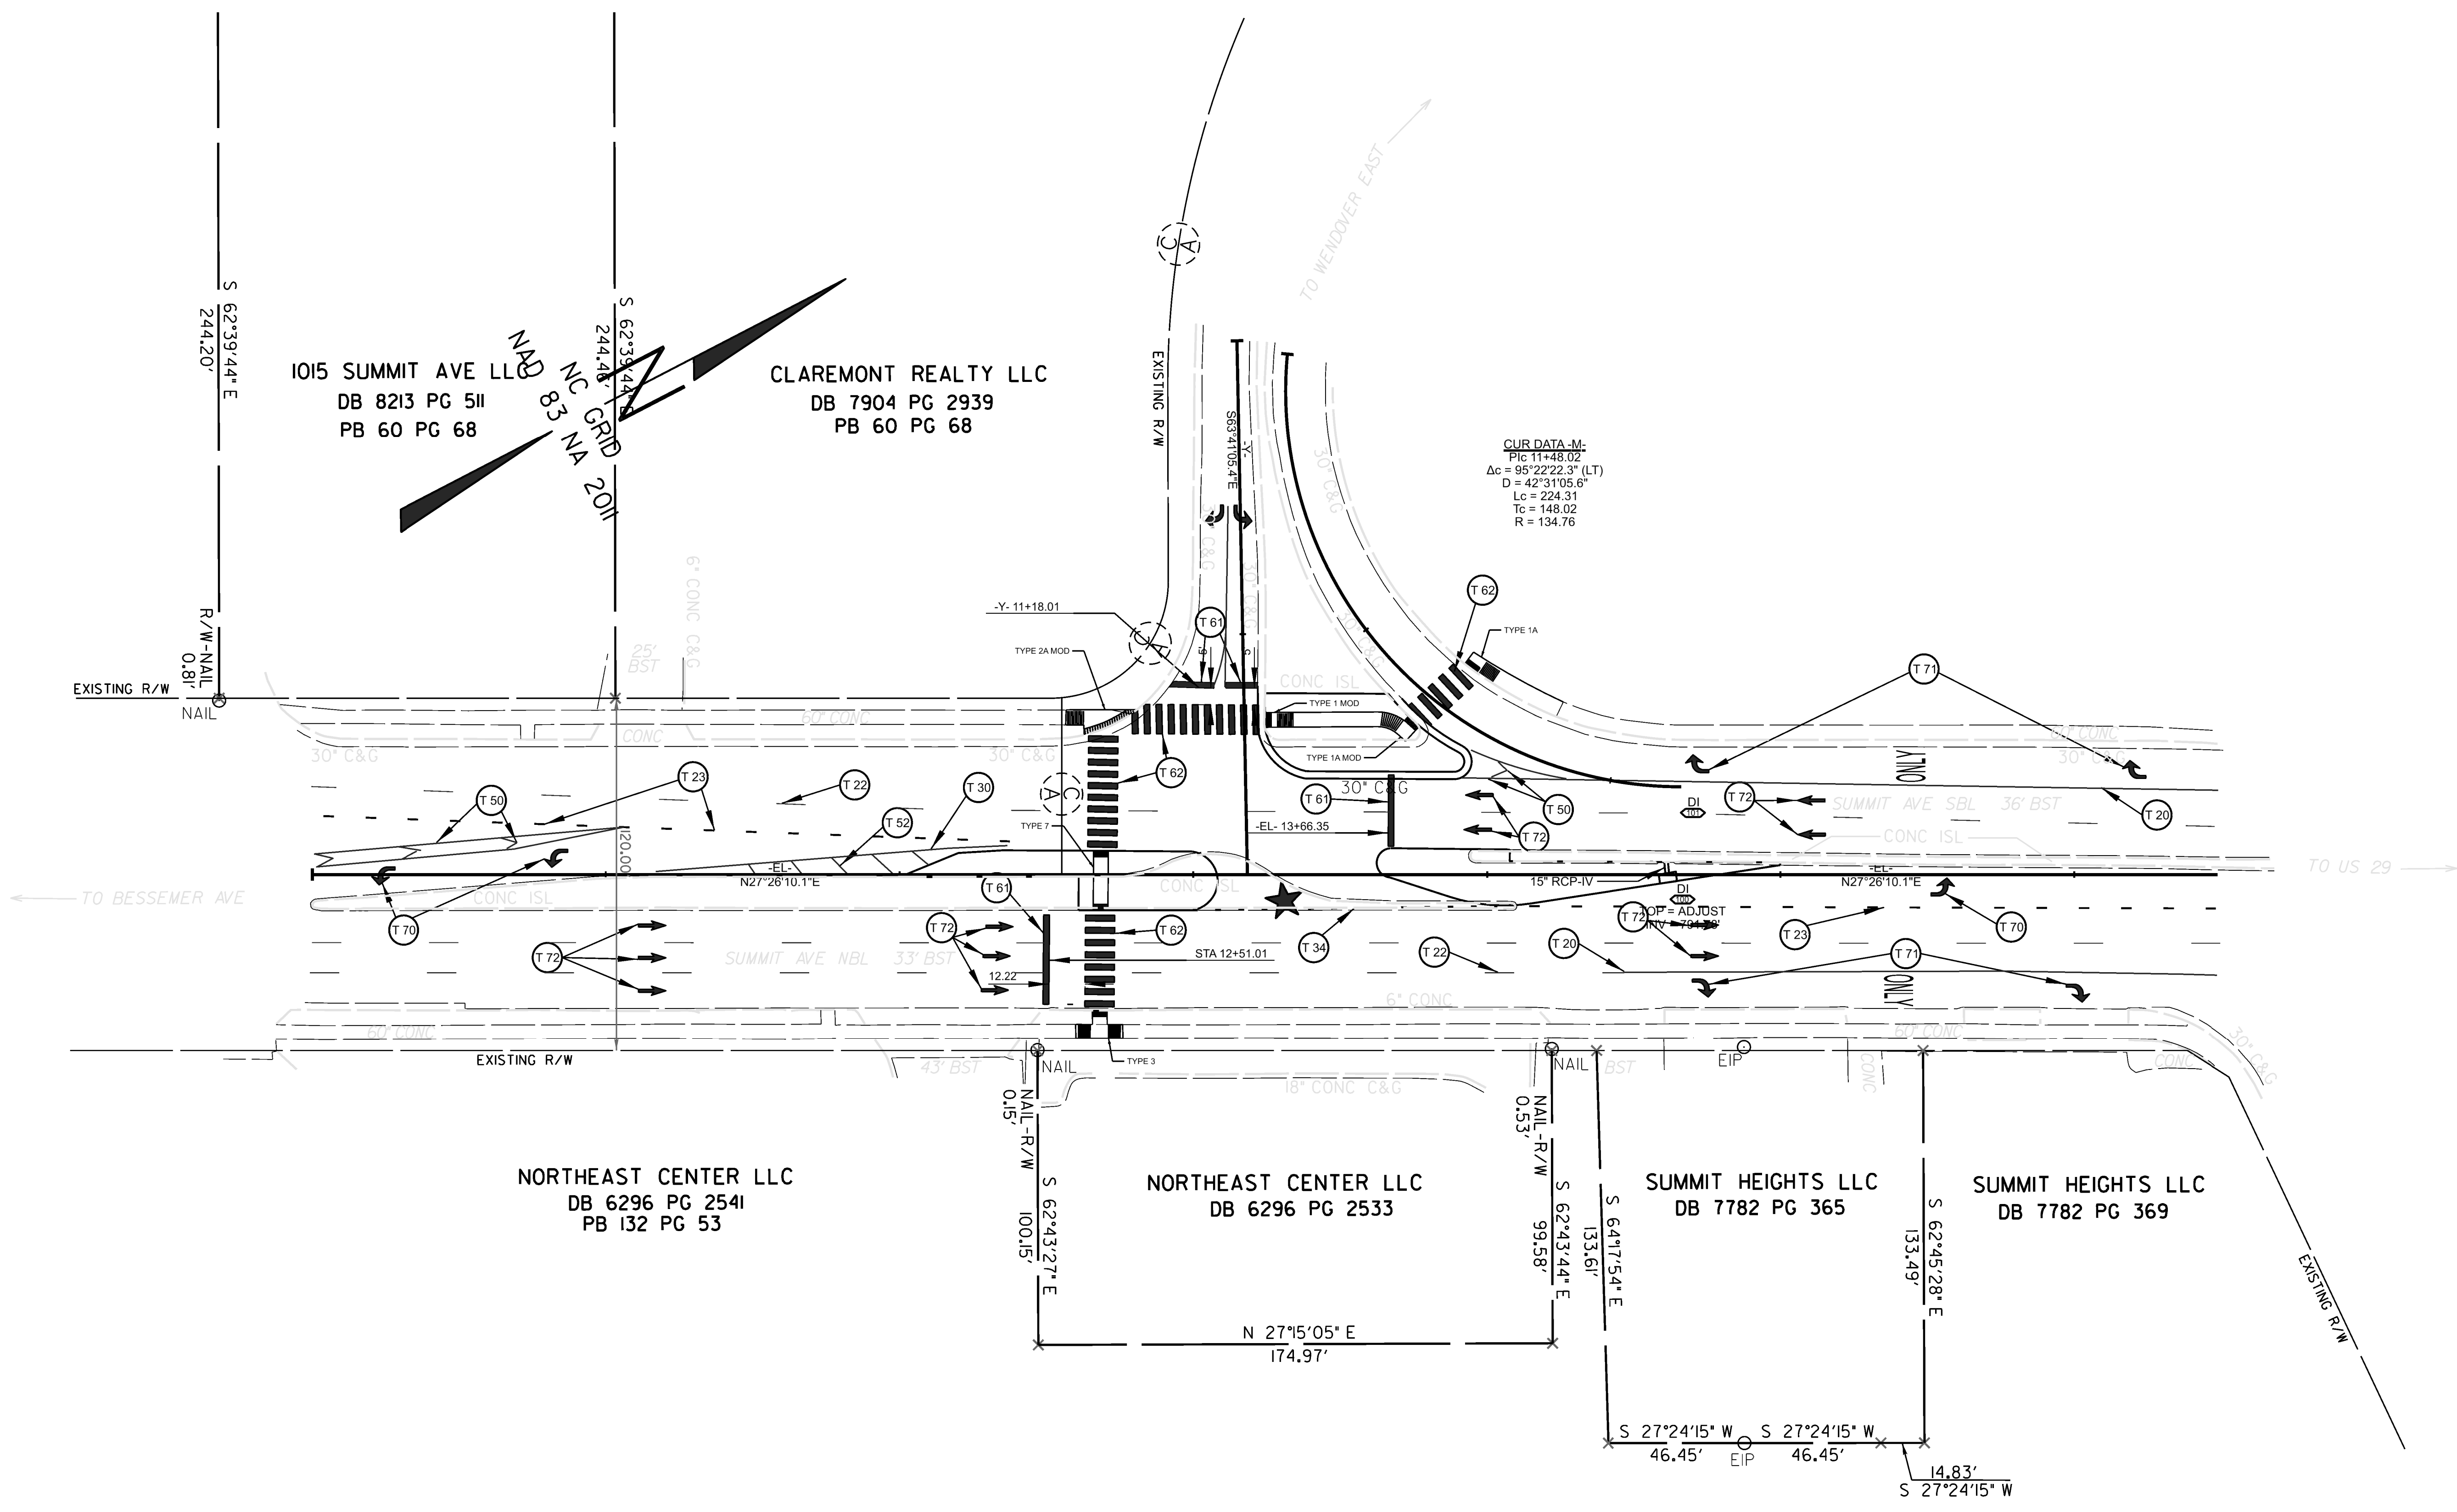 TO WENDOVER EAST
C A
S 62°39'44" E
244.20'
S 62°39'44" E
244.46'
1015 SUMMIT AVE LLC
DB 8213 PG 511
PB 60 PG 68
NC GRID
NAD 83 NA 2011
CLAREMONT REALTY LLC
DB 7904 PG 2939
PB 60 PG 68
EXISTING R/W
S63°41'05.4"E
-Y-
30" C&G
CUR DATA -M-
PIc 11+48.02
Δc = 95°22'22.3" (LT)
D = 42°31'05.6"
Lc = 224.31
Tc = 148.02
R = 134.76
6" CONC C&G
30" C&G
30" C&G
T 62
-Y- 11+18.01
T 61
TYPE 1A
30" C&G
R/W-NAIL
0.81'
25'
BST
TYPE 2A MOD
C
T 71
CONC ISL
EXISTING R/W
NAIL
60" CONC
TYPE 1 MOD
CONC
60" CONC
30" C&G
30" C&G
TYPE 1A MOD
30" C&G
ONLY
T 23
T 22
T 30
T 62
30" C&G
T 50
C A
T 61
T 50
DI
101
T 72
SUMMIT AVE SBL 36' BST
T 20
T 52
TYPE 7
-EL- 13+66.35
T 72
CONC ISL
120.000
-EL-
N27°26'10.1"E
TO US 29
-EL-
N27°26'10.1"E
15" RCP-IV
TO BESSEMER AVE
CONC ISL
T 61
CONC ISL
DI
100
TOP = ADJUST
T 70
T 72
T 62
T 72
T 23
T 70
T 34
T 20
T 22
T 72
SUMMIT AVE NBL 33' BST
STA 12+51.01
T 71
12.22
ONLY
6" CONC
60" CONC
60" CONC
30" C&G
EXISTING R/W
43' BST
NAIL
TYPE 3
NAIL
BST
EIP
CONC
CONC
18" CONC C&G
NAIL-R/W
0.15'
NAIL-R/W
0.53'
NORTHEAST CENTER LLC
DB 6296 PG 2541
PB 132 PG 53
S 62°43'27" E
100.15'
NORTHEAST CENTER LLC
DB 6296 PG 2533
S 62°43'44" E
99.58'
S 64°17'54" E
133.61'
SUMMIT HEIGHTS LLC
DB 7782 PG 365
S 62°45'28" E
133.49'
SUMMIT HEIGHTS LLC
DB 7782 PG 369
EXISTING R/W
N 27°15'05" E
174.97'
S 27°24'15" W
46.45'
EIP
S 27°24'15" W
46.45'
14.83'
S 27°24'15" W